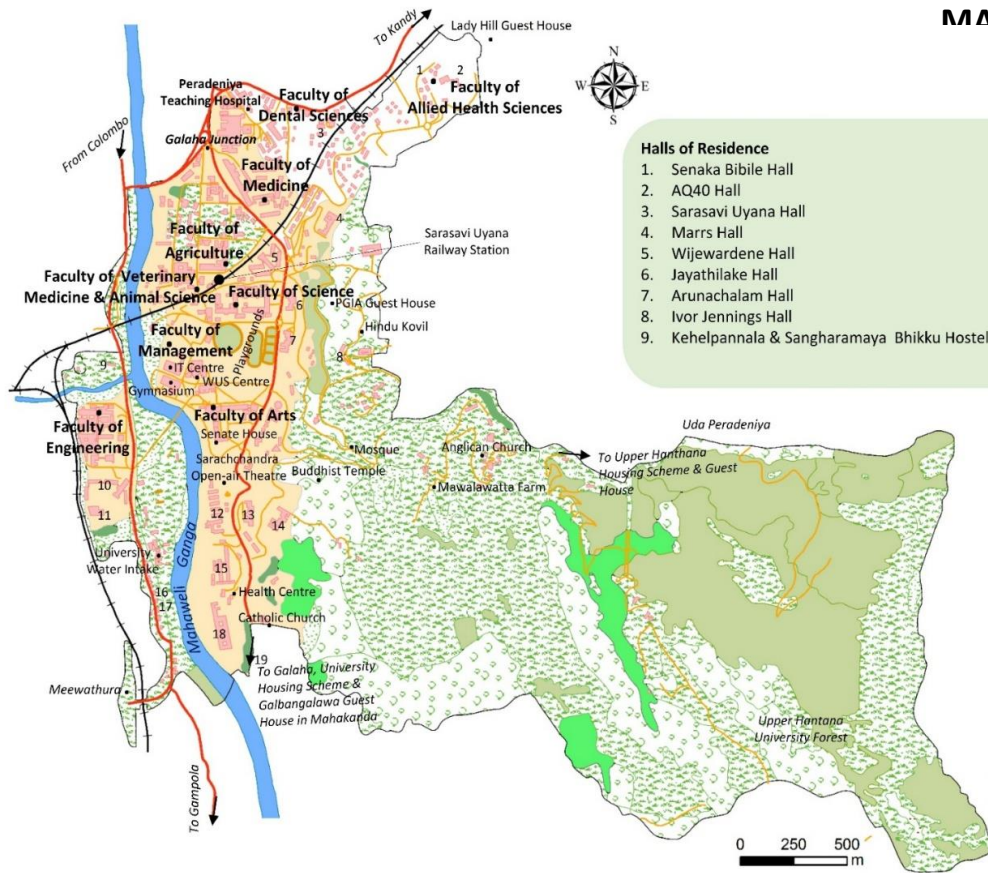 MA
To Kandy
Lady Hill Guest House
N
W E
S
Peradeniya
Teaching Hospital
Faculty of
Dental Sciences
1
2
Faculty of
Allied Health Sciences
3
From Colombo
Galaha Junction
Faculty of
Medicine
Halls of Residence
1. Senaka Bibile Hall
2. AQ40 Hall
3. Sarasavi Uyana Hall
4. Marrs Hall
5. Wijewardene Hall
6. Jayathilake Hall
7. Arunachalam Hall
8. Ivor Jennings Hall
9. Kehelpannala & Sangharamaya Bhikku Hostel
4
Sarasavi Uyana
Railway Station
Faculty of
Agriculture
5
Faculty of Veterinary
Medicine & Animal Science
Faculty of Science
6
PGIA Guest House
Hindu Kovil
Faculty of
Management
Playgrounds
7
8
IT Centre
WUS Centre
Gymnasium
9
Faculty of Arts
Faculty of
Engineering
Senate House
Sarachchandra
Open-air Theatre
Mosque
Buddhist Temple
Anglican Church
Mawalawatta Farm
Uda Peradeniya
To Upper Hanthana
Housing Scheme & Guest
House
10
11
12
13
14
University
Water Intake
Mahaweli Ganga
15
16
17
Health Centre
18
Catholic Church
19
To Galaha, University
Housing Scheme &
Galbangalawa Guest
House in Mahakanda
Meewathura
Upper Hantana
University Forest
To Gampola
0 250 500
m